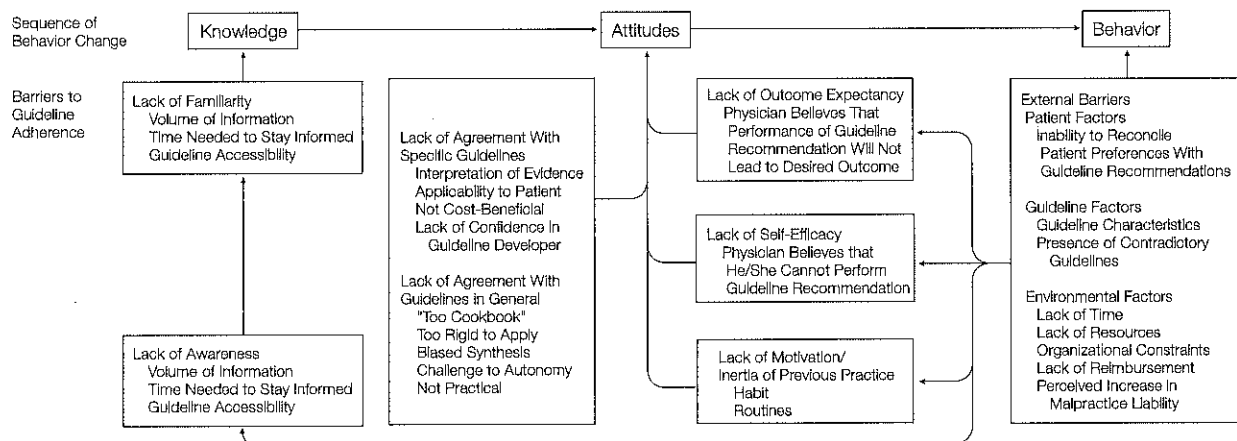 Sequence of
Behavior Change
Knowledge
Attitudes
Behavior
Barriers to
Guideline
Adherence
Lack of Familiarity
Volume of Information
Time Needed to Stay Informed
Guideline Accessibility
Lack of Awareness
Volume of Information
Time Needed to Stay Informed
Guideline Accessibility
Lack of Agreement With
Specific Guidelines
Interpretation of Evidence
Applicability to Patient
Not Cost-Beneficial
Lack of Confidence in
Guideline Developer
Lack of Agreement With
Guidelines in General
"Too Cookbook"
Too Rigid to Apply
Biased Synthesis
Challenge to Autonomy
Not Practical
Lack of Outcome Expectancy
Physician Believes That
Performance of Guideline
Recommendation Will Not
Lead to Desired Outcome
Lack of Self-Efficacy
Physician Believes that
He/She Cannot Perform
Guideline Recommendation
Lack of Motivation/
Inertia of Previous Practice
Habit
Routines
External Barriers
Patient Factors
Inability to Reconcile
Patient Preferences With
Guideline Recommendations
Guideline Factors
Guideline Characteristics
Presence of Contradictory
Guidelines
Environmental Factors
Lack of Time
Lack of Resources
Organizational Constraints
Lack of Reimbursement
Perceived Increase in
Malpractice Liability